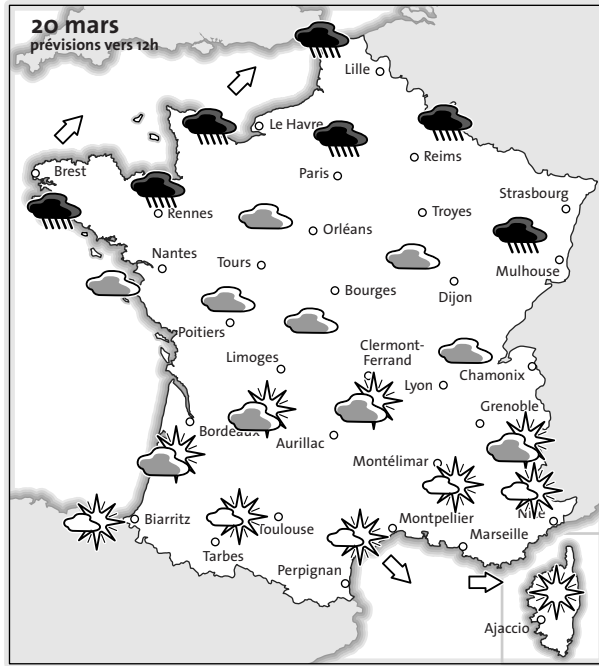 20 mars
prévisions vers 12h
Lille
Le Havre
Reims
Paris
Brest
Strasbourg
Rennes
Troyes
Orléans
Nantes
Tours
Mulhouse
Bourges
Dijon
Poitiers
Clermont-
Ferrand
Limoges
Chamonix
Lyon
Grenoble
Bordeaux
Aurillac
Montélimar
Biarritz
Toulouse
Montpellier
Nice
Marseille
Tarbes
Perpignan
Ajaccio